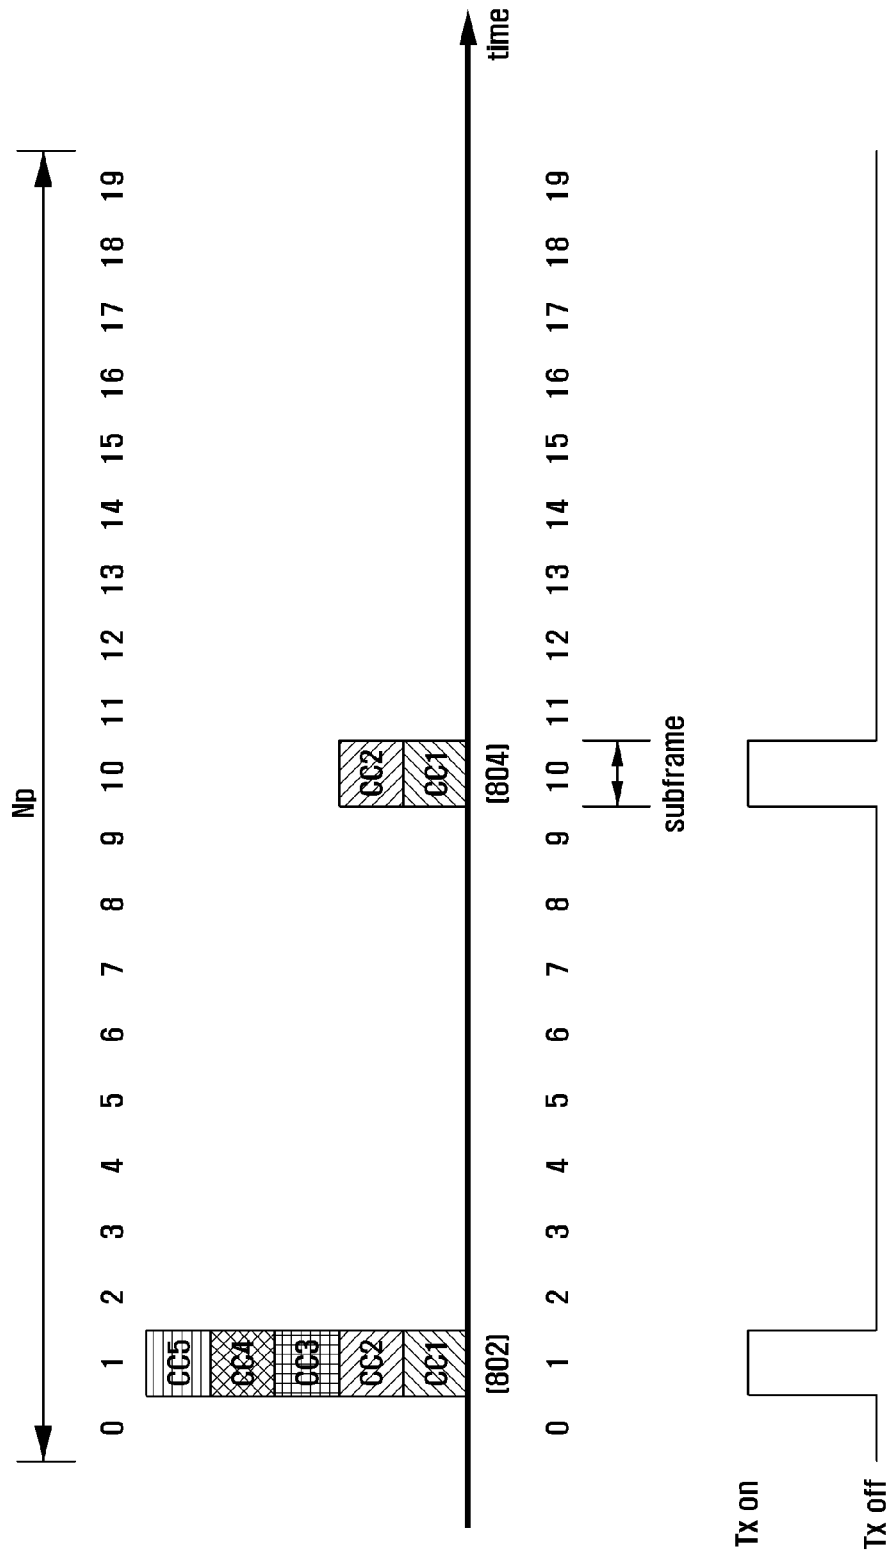 Np
0 1 2 3 4 5 6 7 8 9 10 11 12 13 14 15 16 17 18 19
CC5
CC4
CC3
CC2 CC2
CC1 CC1
time
[802] [804]
0 1 2 3 4 5 6 7 8 9 10 11 12 13 14 15 16 17 18 19
subframe
Tx on
Tx off